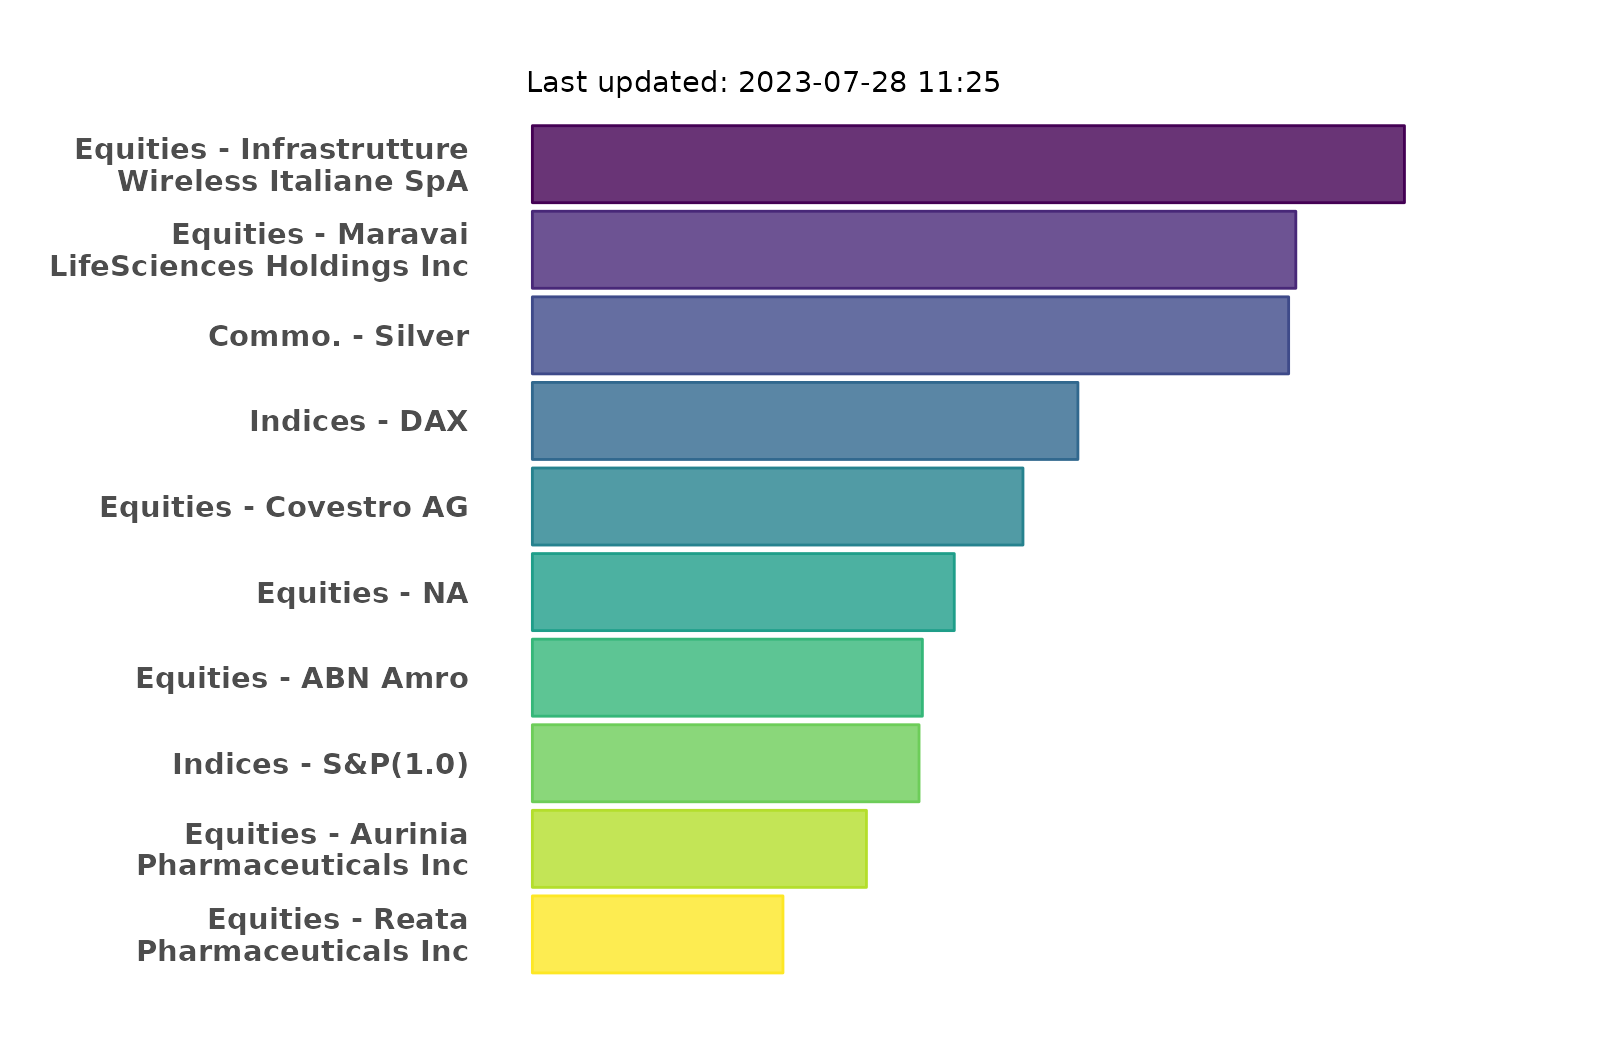 Last updated: 2023-07-28 11:25
Equities - Infrastrutture
Wireless Italiane SpA
Equities - Maravai
LifeSciences Holdings Inc
Commo. - Silver
Indices - DAX
Equities - Covestro AG
Equities - NA
Equities - ABN Amro
Indices - S&P(1.0)
Equities - Aurinia
Pharmaceuticals Inc
Equities - Reata
Pharmaceuticals Inc